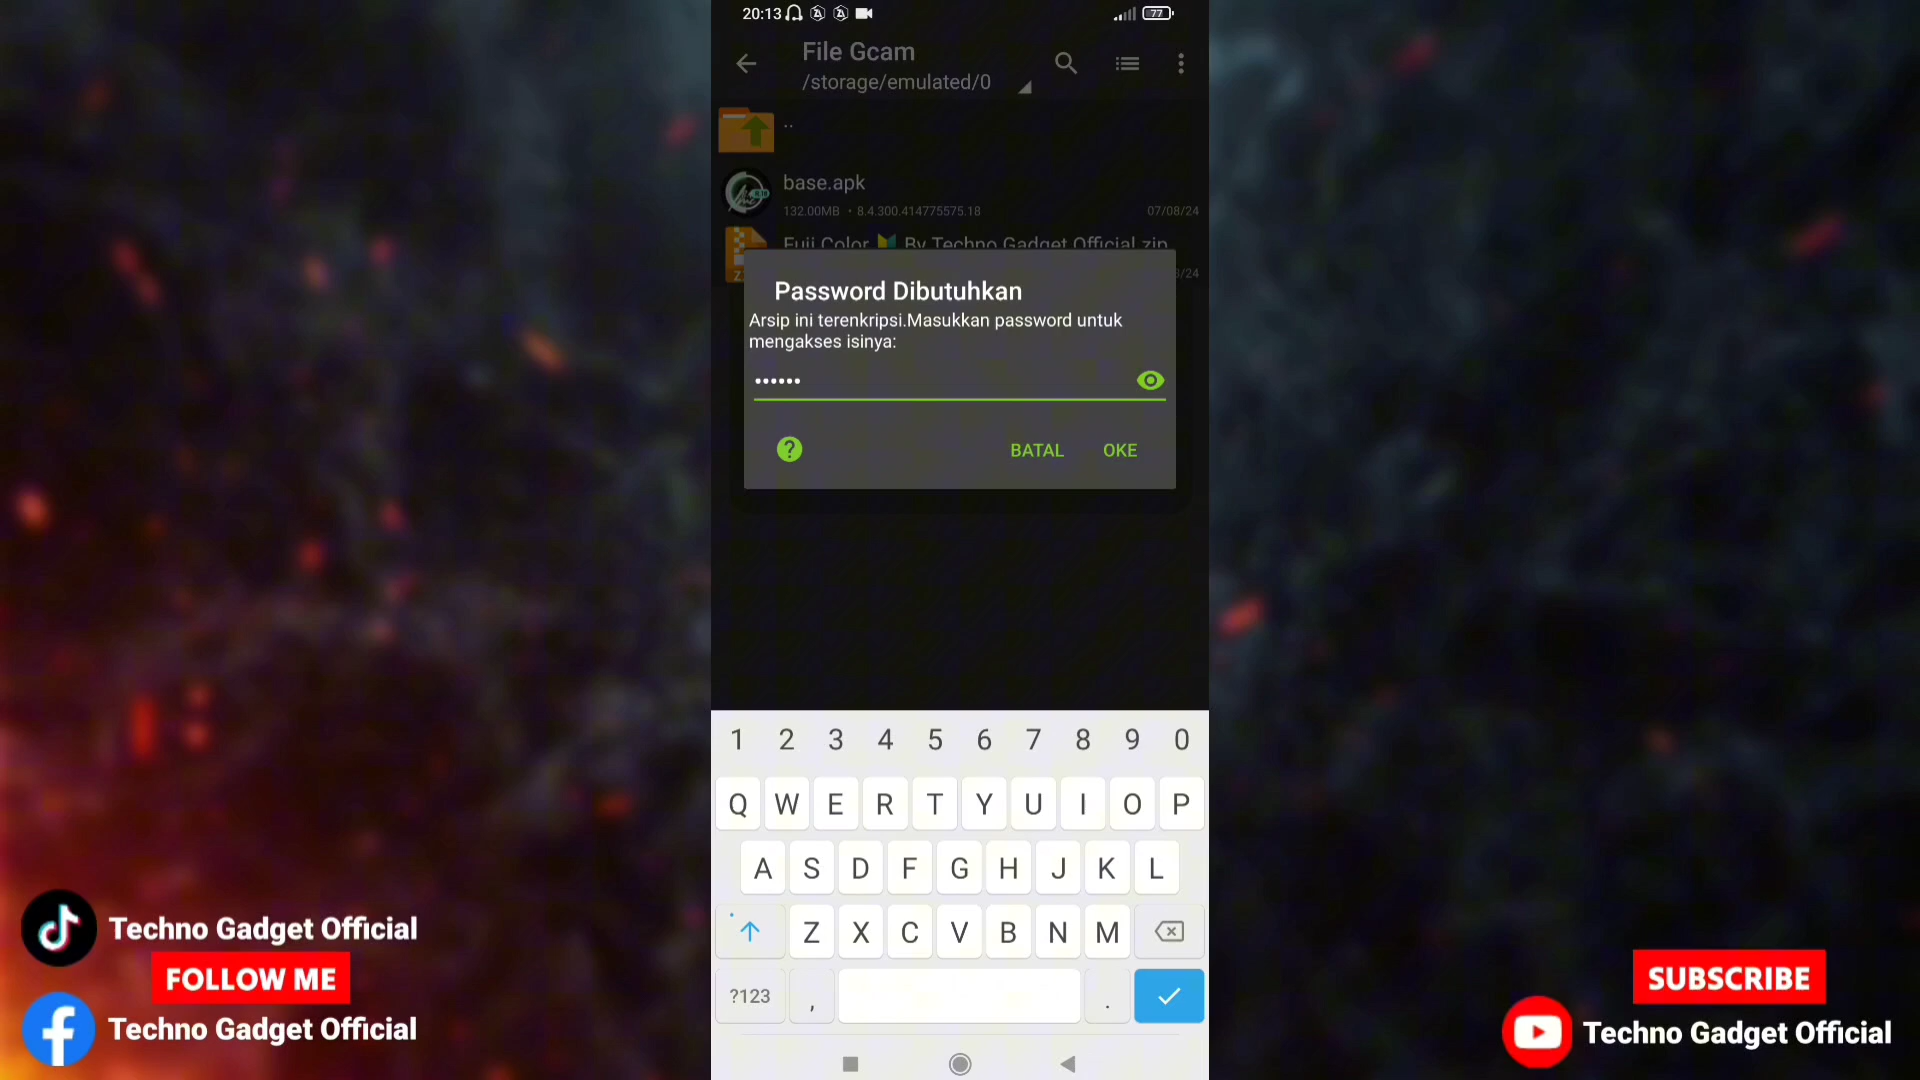 20:13
77
File Gcam
/storage/emulated/0
..
base.apk
132.00MB • 8.4.300.414775575.18
07/08/24
Fuji Color 🔰 By Techno Gadget Official.zip
Z
/24
Password Dibutuhkan
Arsip ini terenkripsi.Masukkan password untuk
mengakses isinya:
••••••
?
BATAL OKE
1 2 3 4 5 6 7 8 9 0
Q W E R T Y U I O P
A S D F G H J K L
Z X C V B N M
?123 , .
Techno Gadget Official
FOLLOW ME
Techno Gadget Official
SUBSCRIBE
Techno Gadget Official